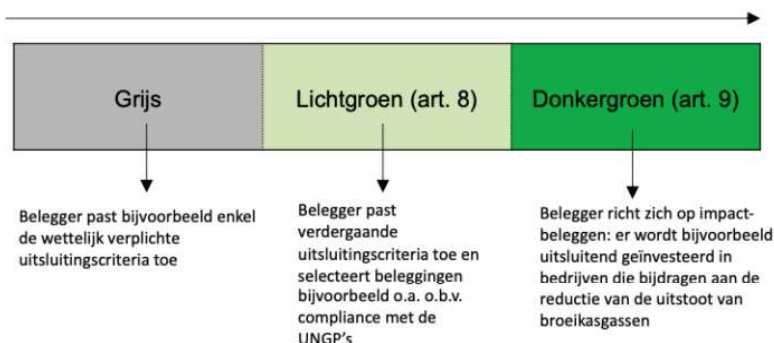 Grijs
Lichtgroen (art. 8)
Donkergroen (art. 9)
Belegger past bijvoorbeeld enkel
de wettelijk verplichte
uitsluitingscriteria toe
Belegger past
verdergaande
uitsluitingscriteria toe en
selecteert beleggingen
bijvoorbeeld o.a. o.b.v.
compliance met de
UNGP's
Belegger richt zich op impact-
beleggen: er wordt bijvoorbeeld
uitsluitend geïnvesteerd in
bedrijven die bijdragen aan de
reductie van de uitstoot van
broeikasgassen